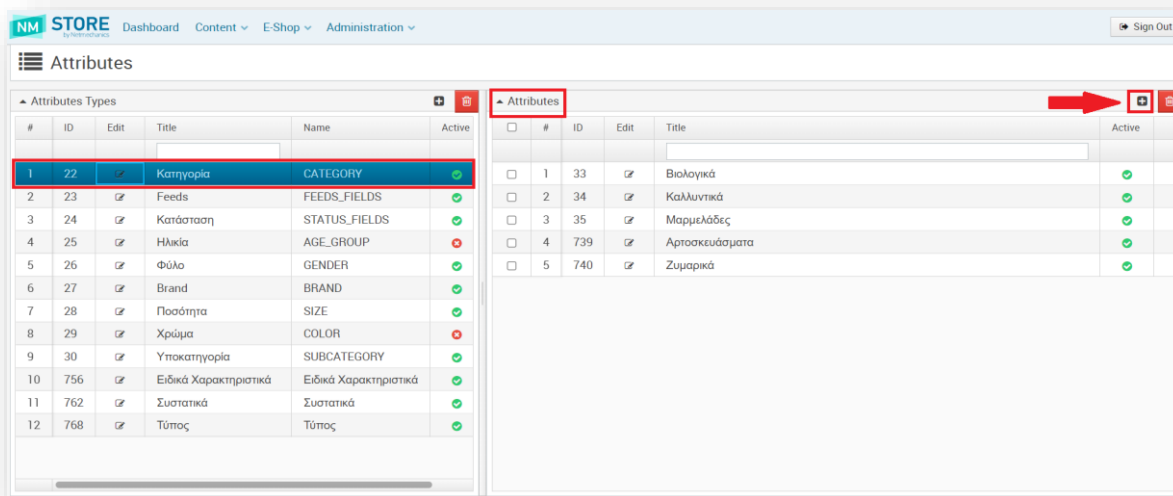 NM STORE Dashboard Content E-Shop Administration Sign Out
by Netmechanics
Attributes
Attributes Types
# ID Edit Title Name Active
1 22 Κατηγορία CATEGORY
2 23 Feeds FEEDS_FIELDS
3 24 Κατάσταση STATUS_FIELDS
4 25 Ηλικία AGE_GROUP
5 26 Φύλο GENDER
6 27 Brand BRAND
7 28 Ποσότητα SIZE
8 29 Χρώμα COLOR
9 30 Υποκατηγορία SUBCATEGORY
10 756 Ειδικά Χαρακτηριστικά Ειδικά Χαρακτηριστικά
11 762 Συστατικά Συστατικά
12 768 Τύπος Τύπος
Attributes
# ID Edit Title Active
1 33 Βιολογικά
2 34 Καλλυντικά
3 35 Μαρμελάδες
4 739 Αρτοσκευάσματα
5 740 Ζυμαρικά